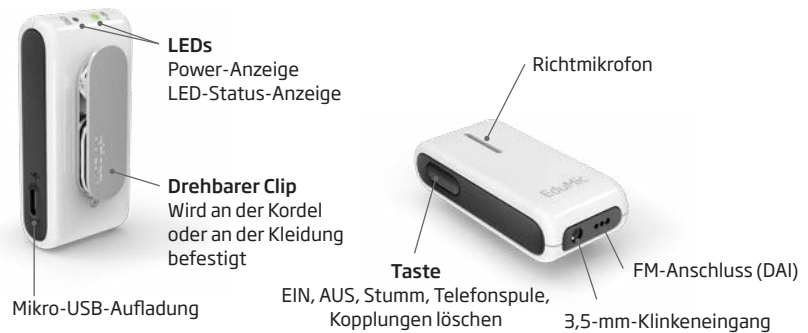 LEDs
Power-Anzeige
LED-Status-Anzeige
Drehbarer Clip
Wird an der Kordel
oder an der Kleidung
befestigt
Mikro-USB-Aufladung
Richtmikrofon
EduMic
Taste
EIN, AUS, Stumm, Telefonspule,
Kopplungen löschen
FM-Anschluss (DAI)
3,5-mm-Klinkeneingang